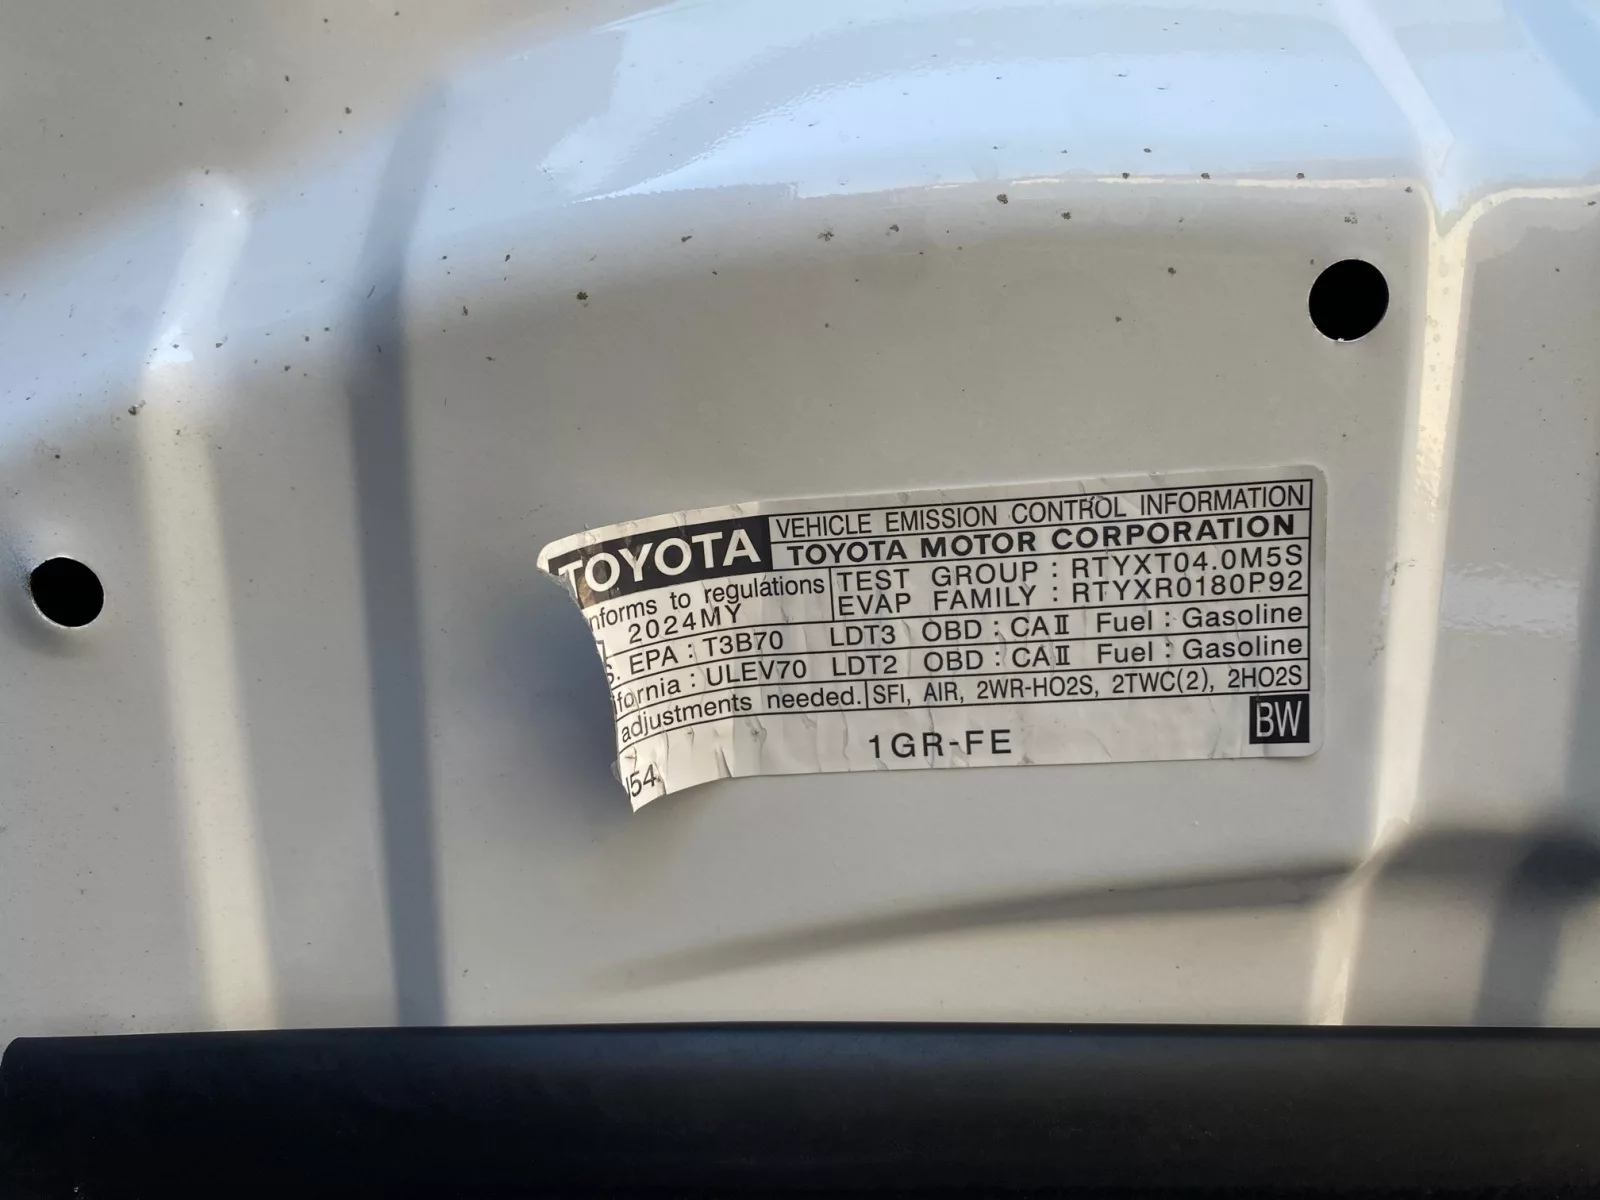 TOYOTA
VEHICLE EMISSION CONTROL INFORMATION
TOYOTA MOTOR CORPORATION
nforms to regulations
2024MY
TEST GROUP : RTYXT04.0M5S
EVAP FAMILY : RTYXR0180P92
S. EPA : T3B70 LDT3 OBD : CAⅡ Fuel : Gasoline
fornia : ULEV70 LDT2 OBD : CAⅡ Fuel : Gasoline
adjustments needed. SFI, AIR, 2WR-HO2S, 2TWC(2), 2HO2S
54
1GR-FE
BW